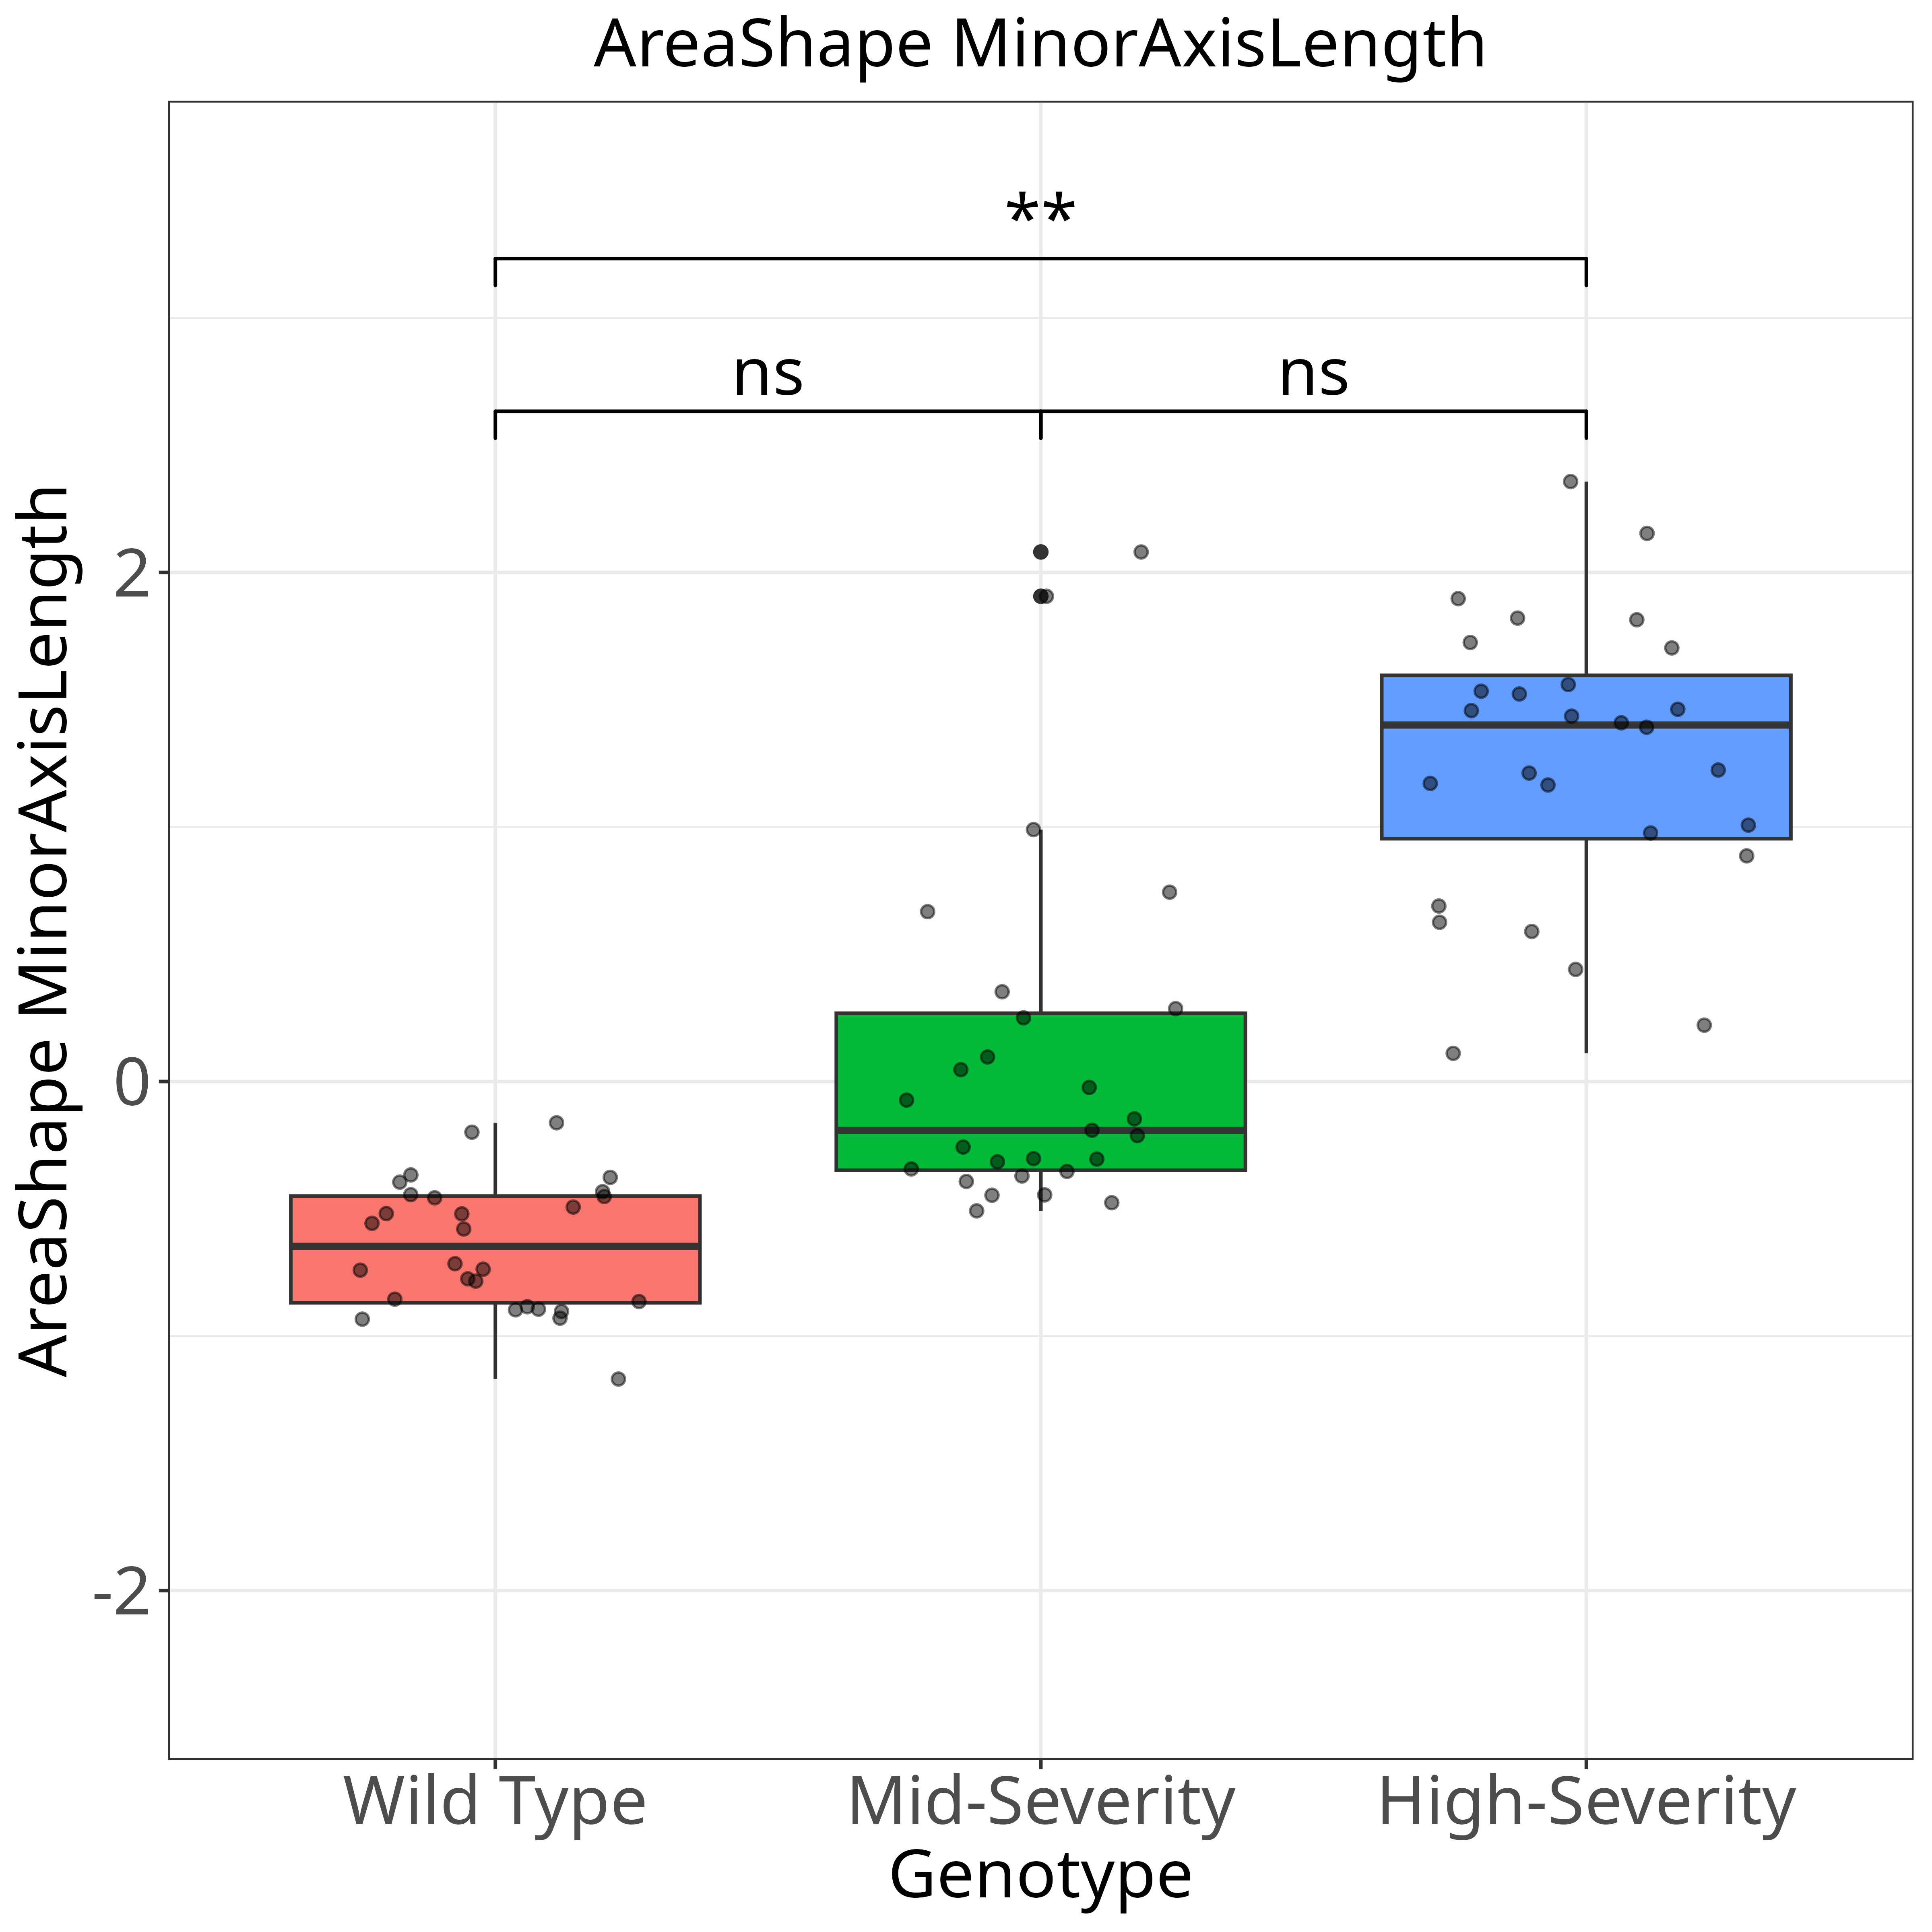 AreaShape MinorAxisLength
**
ns ns
AreaShape MinorAxisLength
2
0
-2
Wild Type Mid-Severity High-Severity
Genotype